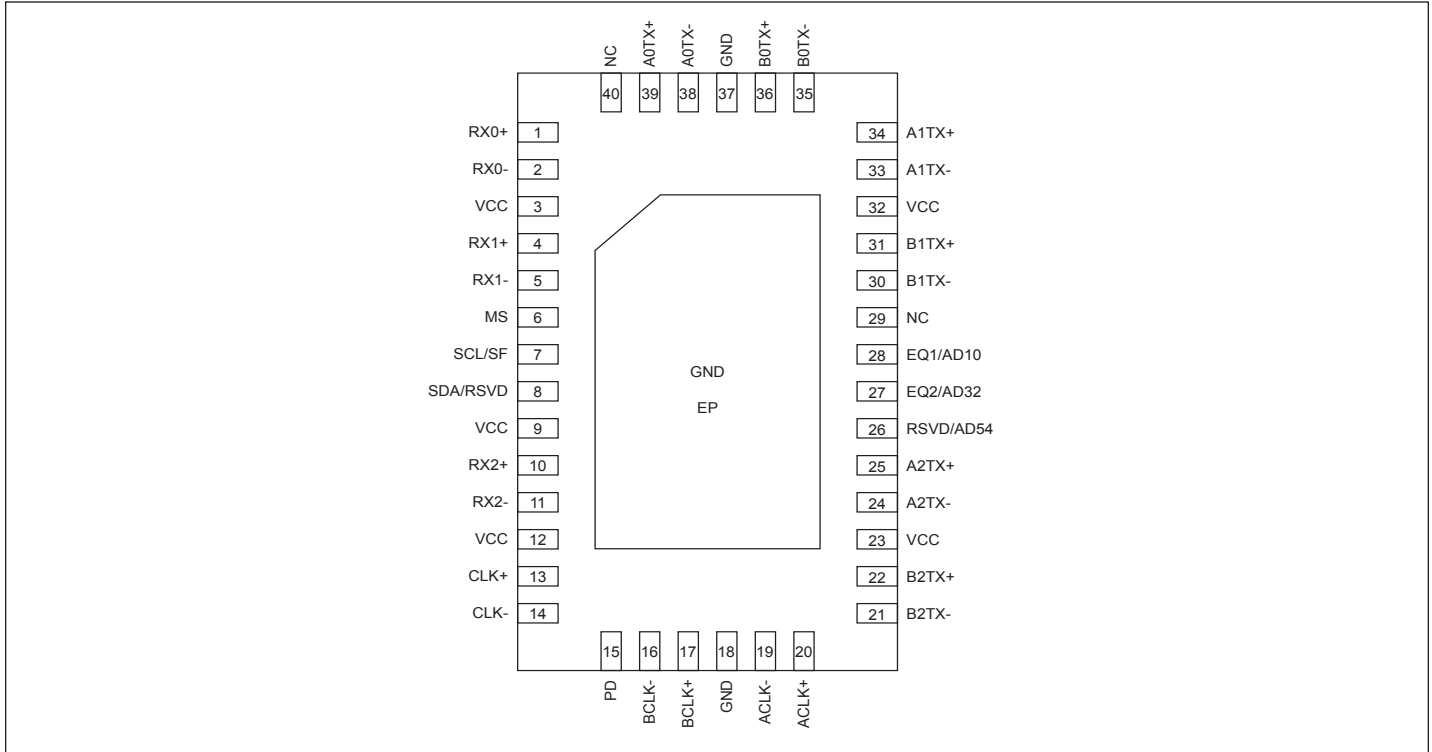 NC
A0TX+
A0TX-
GND
B0TX+
B0TX-
40 39 38 37 36 35
RX0+ 1 34 A1TX+
RX0- 2 33 A1TX-
VCC 3 32 VCC
RX1+ 4 31 B1TX+
RX1- 5 30 B1TX-
MS 6 29 NC
SCL/SF 7 28 EQ1/AD10
GND
SDA/RSVD 8 27 EQ2/AD32
EP
VCC 9 26 RSVD/AD54
RX2+ 10 25 A2TX+
RX2- 11 24 A2TX-
VCC 12 23 VCC
CLK+ 13 22 B2TX+
CLK- 14 21 B2TX-
15 16 17 18 19 20
PD
BCLK-
BCLK+
GND
ACLK-
ACLK+